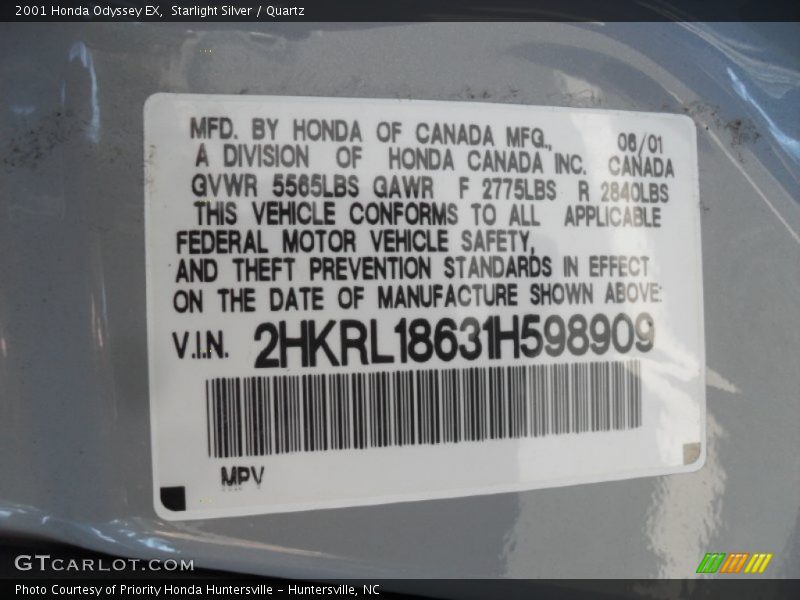 2001 Honda Odyssey EX, Starlight Silver / Quartz
MFD. BY HONDA OF CANADA MFG., 06/01
A DIVISION OF HONDA CANADA INC. CANADA
GVWR 5565LBS GAWR F 2775LBS R 2840LBS
THIS VEHICLE CONFORMS TO ALL APPLICABLE
FEDERAL MOTOR VEHICLE SAFETY,
AND THEFT PREVENTION STANDARDS IN EFFECT
ON THE DATE OF MANUFACTURE SHOWN ABOVE:
V.I.N. 2HKRL18631H598909
MPV
GTCARLOT.COM
Photo Courtesy of Priority Honda Huntersville – Huntersville, NC